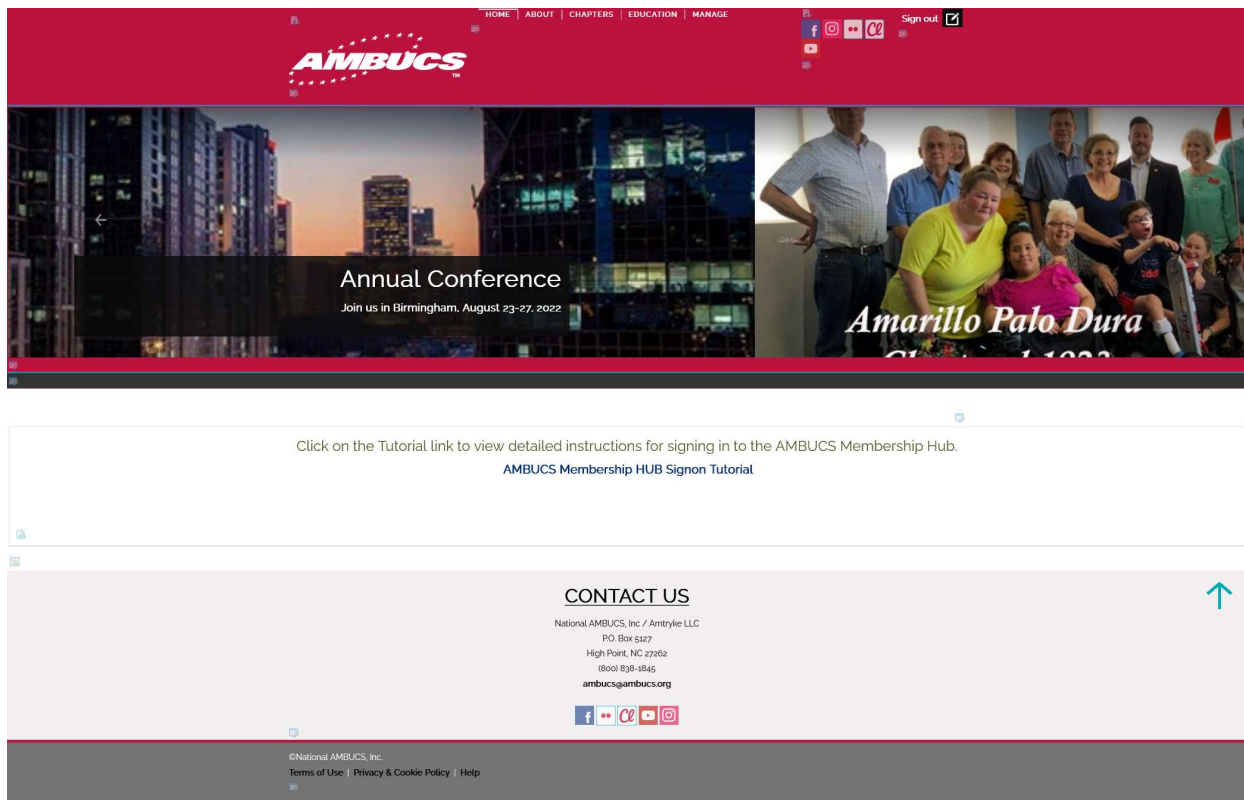 HOME | ABOUT | CHAPTERS | EDUCATION | MANAGE
Sign out
AMBUCS
TM
Annual Conference
Join us in Birmingham, August 23-27, 2022
Amarillo Palo Dura
Click on the Tutorial link to view detailed instructions for signing in to the AMBUCS Membership Hub.
AMBUCS Membership HUB Signon Tutorial
CONTACT US
National AMBUCS, Inc / Amtryke LLC
P.O. Box 5127
High Point, NC 27262
(800) 838-1845
ambucs@ambucs.org
©National AMBUCS, Inc.
Terms of Use | Privacy & Cookie Policy | Help